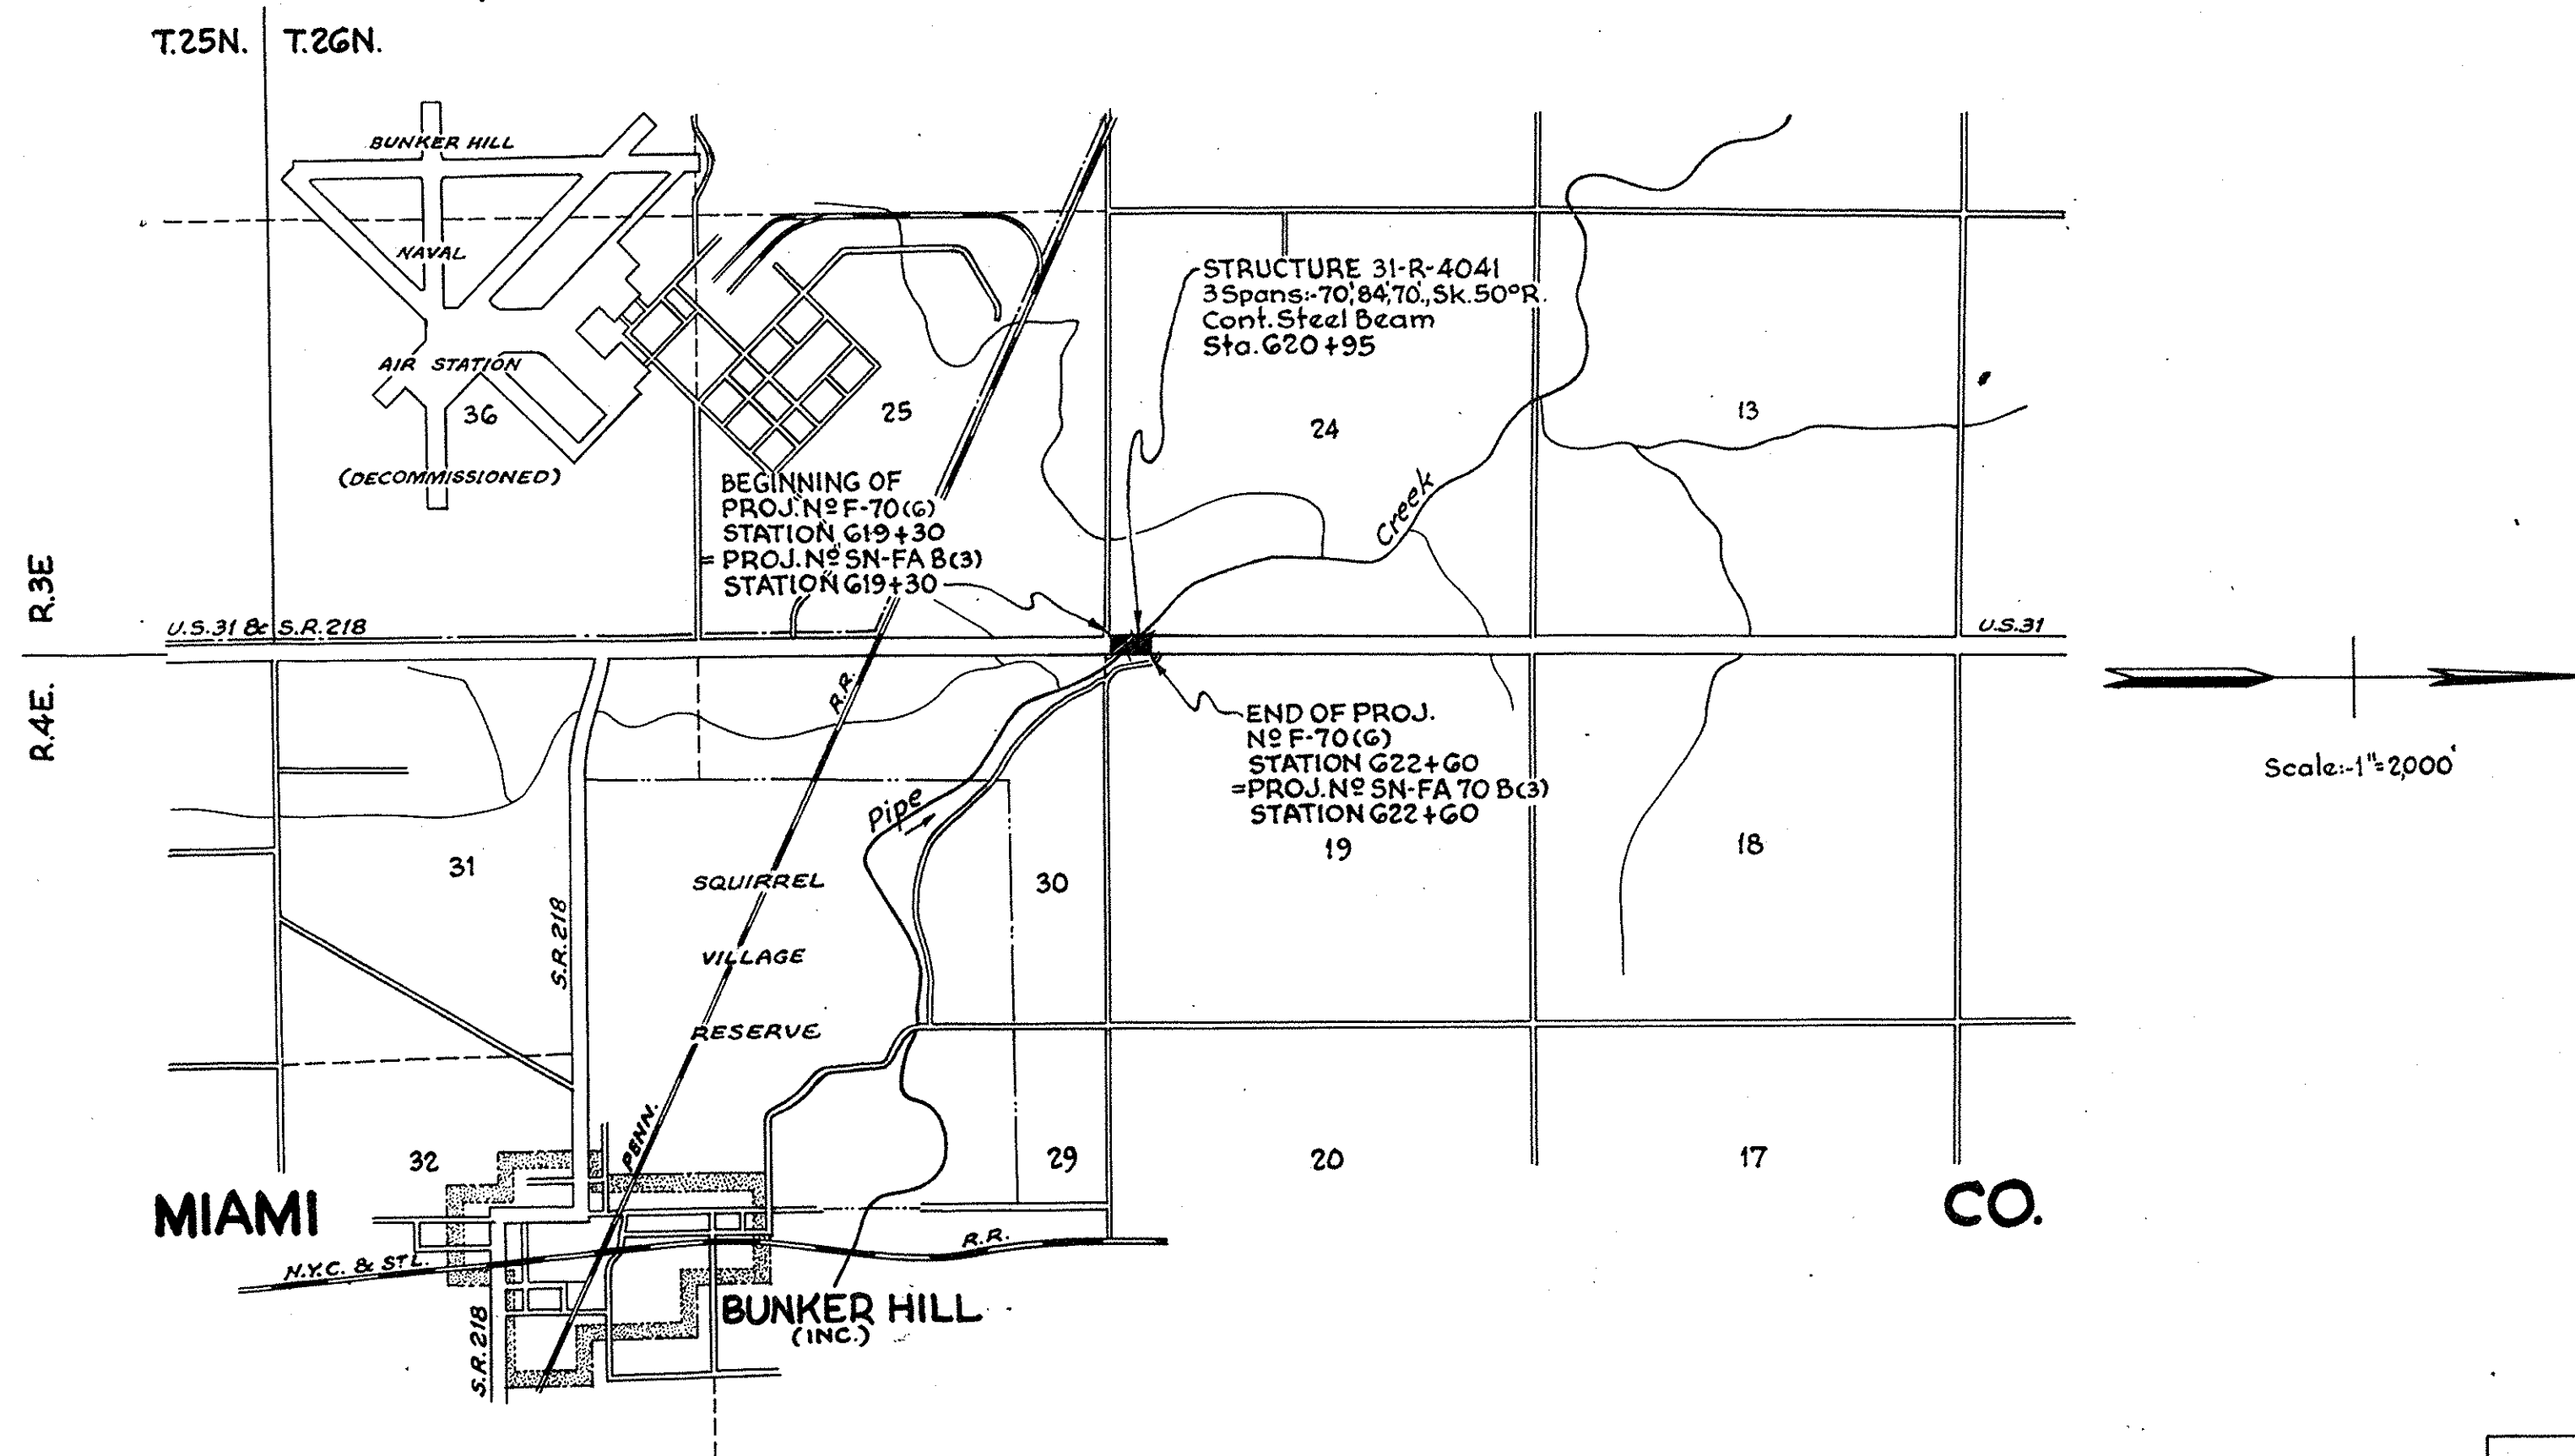 T.25N. T.26N.
BUNKER HILL
NAVAL
AIR STATION
36
(DECOMMISSIONED)
25
STRUCTURE 31-R-4041
3 Spans:-70',84',70'., Sk.50°R.
Cont. Steel Beam
Sta. 620+95
24
13
BEGINNING OF
PROJ. Nº F-70(6)
STATION 619+30
= PROJ. Nº SN-FA B(3)
STATION 619+30
Creek
R.3E
R.4E.
U.S.31 & S.R.218
U.S.31
R.R.
END OF PROJ.
Nº F-70(6)
STATION 622+60
=PROJ. Nº SN-FA 70 B(3)
STATION 622+60
Scale:-1"=2,000'
Pipe
31
SQUIRREL
VILLAGE
RESERVE
30
19
18
S.R.218
PENN.
32
29
20
17
MIAMI CO.
N.Y.C. & ST L. R.R.
BUNKER HILL
(INC.)
S.R.218